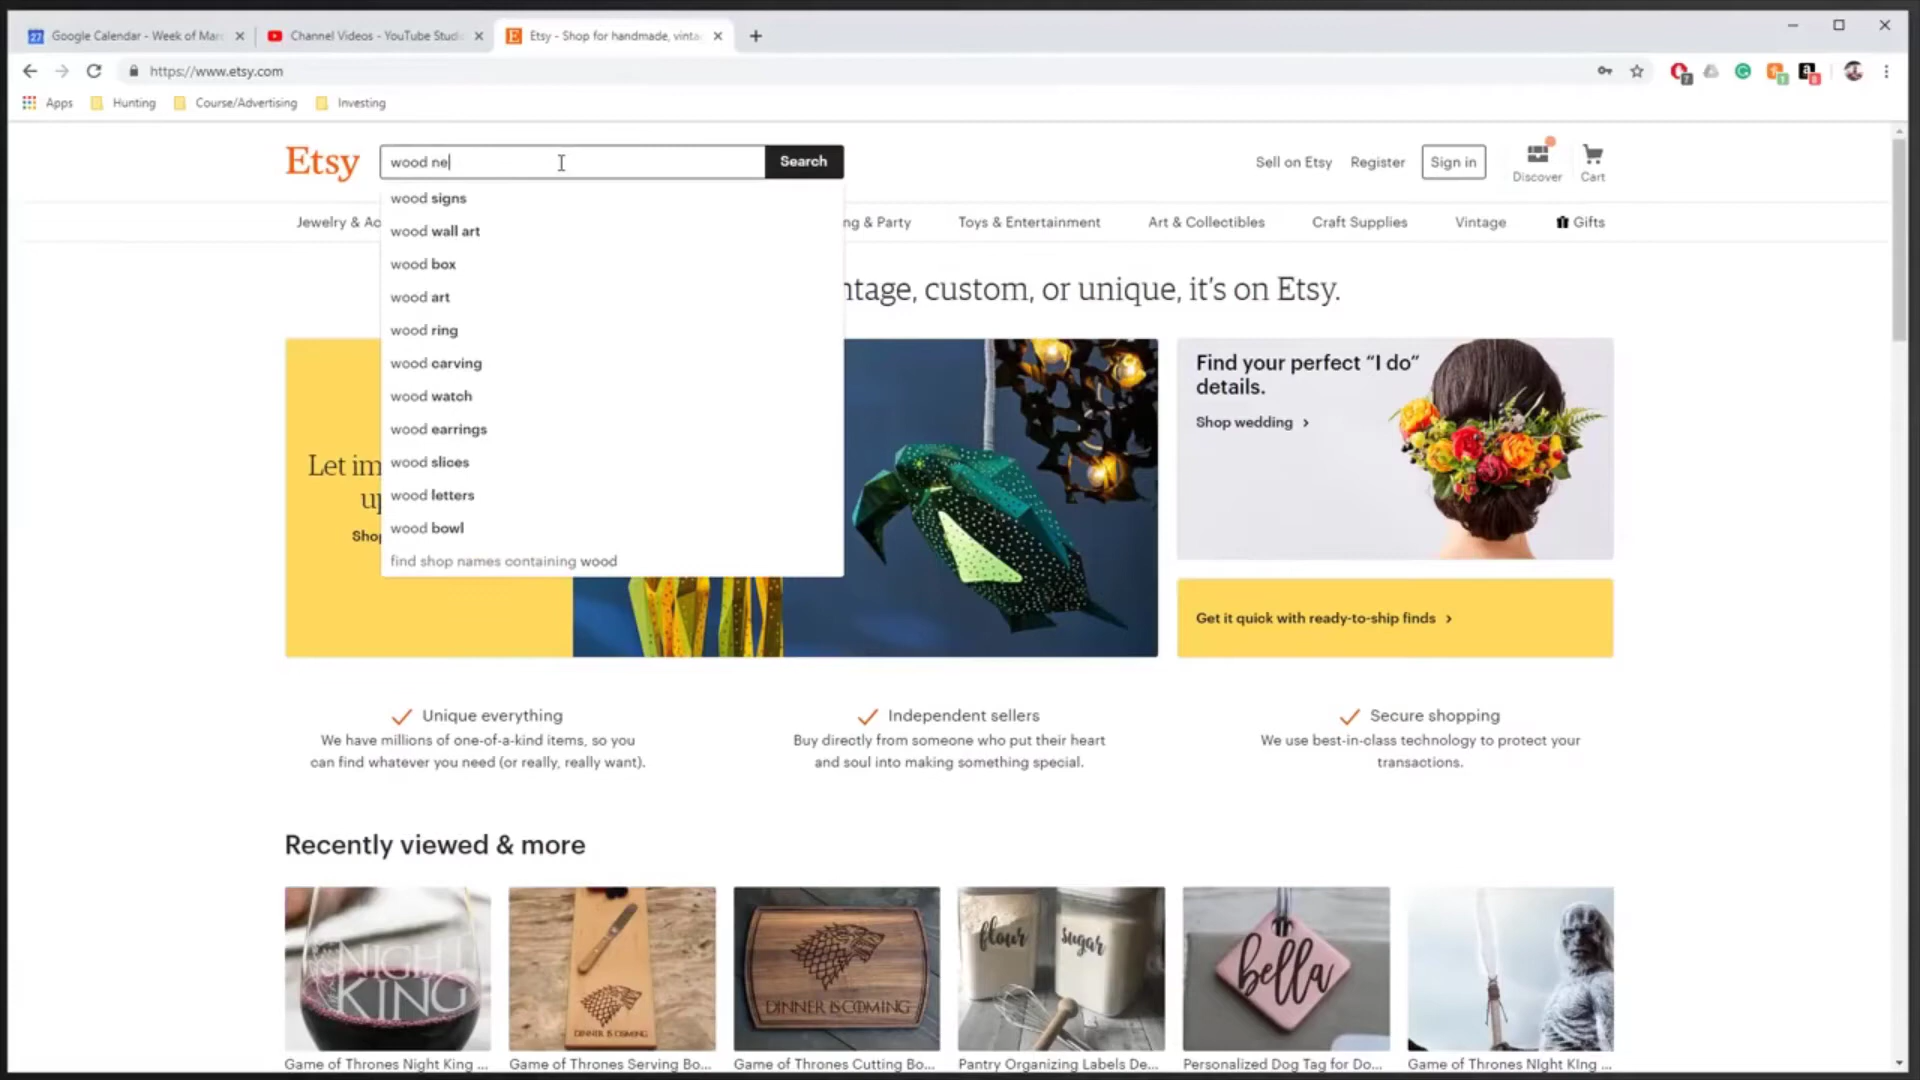 Google Calendar - Week of Marc
Channel Videos - YouTube Studi
Etsy - Shop for handmade, vinta
https://www.etsy.com
Apps
Hunting
Course/Advertising
Investing
Etsy
wood ne
Search
Sell on Etsy
Register
Sign in
Discover
Cart
Jewelry & Ac
ng & Party
Toys & Entertainment
Art & Collectibles
Craft Supplies
Vintage
Gifts
wood signs
wood wall art
wood box
wood art
wood ring
wood carving
wood watch
wood earrings
wood slices
wood letters
wood bowl
find shop names containing wood
ntage, custom, or unique, it's on Etsy.
Let im
up
Shop
Find your perfect “I do”
details.
Shop wedding >
Get it quick with ready-to-ship finds >
Unique everything
We have millions of one-of-a-kind items, so you
can find whatever you need (or really, really want).
Independent sellers
Buy directly from someone who put their heart
and soul into making something special.
Secure shopping
We use best-in-class technology to protect your
transactions.
Recently viewed & more
NIGHT
KING
DINNER IS COMING
DINNER IS COMING
flour
sugar
bella
Game of Thrones Night King ...
Game of Thrones Serving Bo...
Game of Thrones Cutting Bo...
Pantry Organizing Labels De...
Personalized Dog Tag for Do...
Game of Thrones NIght KIng ...